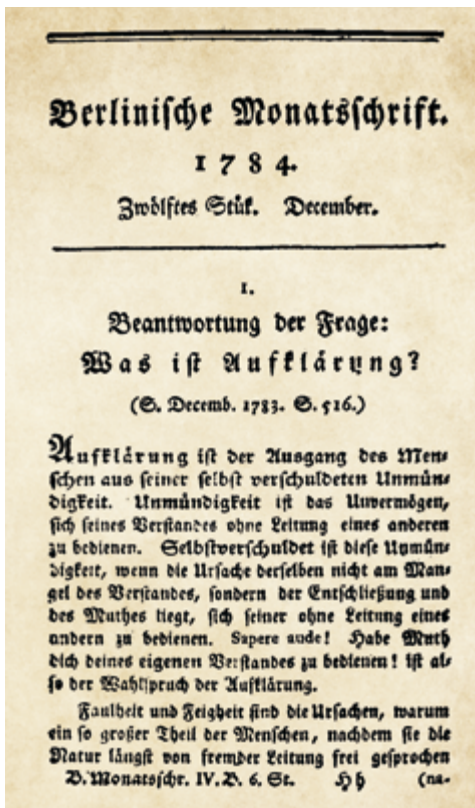 Berlinische Monatsschrift.
1784.
Zwölftes Stük. December.
1.
Beantwortung der Frage:
Was ist Aufklärung?
(S. Decemb. 1783. S. 516.)
Aufklärung ist der Ausgang des Men-
schen aus seiner selbst verschuldeten Unmün-
digkeit. Unmündigkeit ist das Unvermögen,
sich seines Verstandes ohne Leitung eines anderen
zu bedienen. Selbstverschuldet ist diese Unmün-
digkeit, wenn die Ursache derselben nicht am Man-
gel des Verstandes, sondern der Entschließung und
des Muthes liegt, sich seiner ohne Leitung eines
andern zu bedienen. Sapere aude! Habe Muth
dich deines eigenen Verstandes zu bedienen! ist al-
so der Wahlspruch der Aufklärung.
Faulheit und Feigheit sind die Ursachen, warum
ein so großer Theil der Menschen, nachdem sie die
Natur längst von fremder Leitung frei gesprochen
B. Monatsschr. IV. B. 6. St. Hh (na-